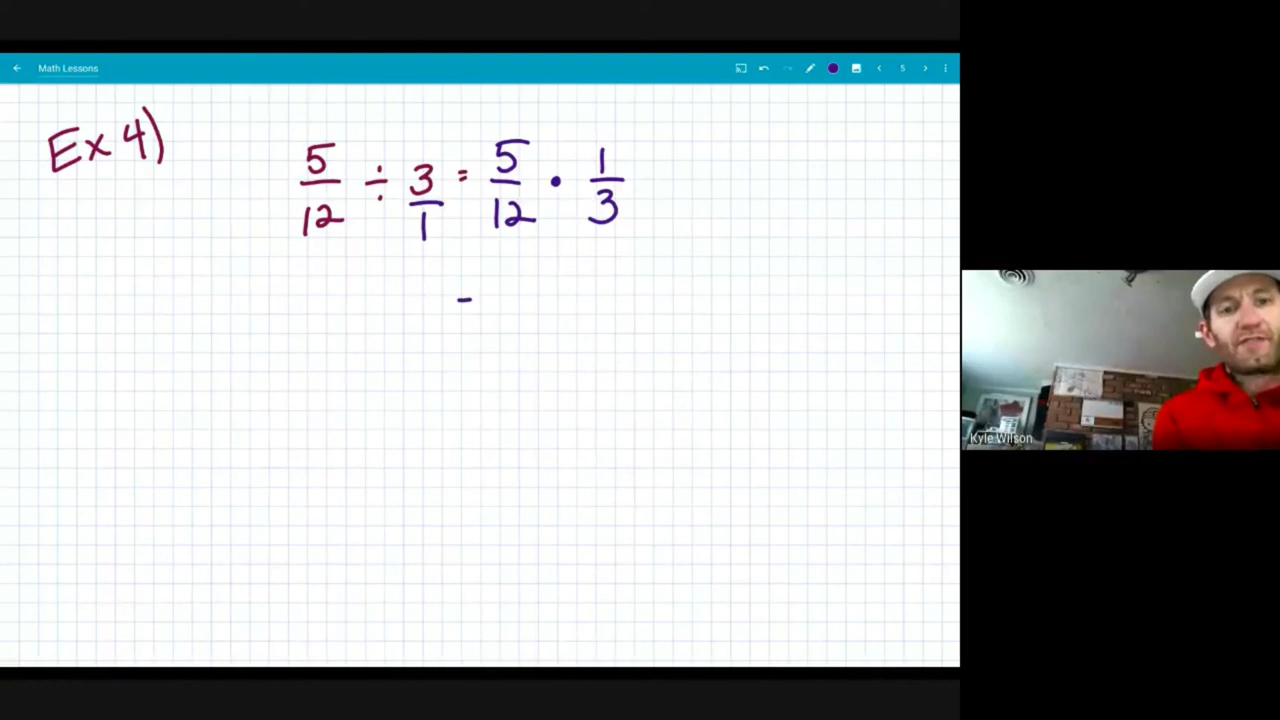 Math Lessons
5
Ex 4)
5/12 ÷ 3/1 = 5/12 • 1/3
-
Kyle Wilson